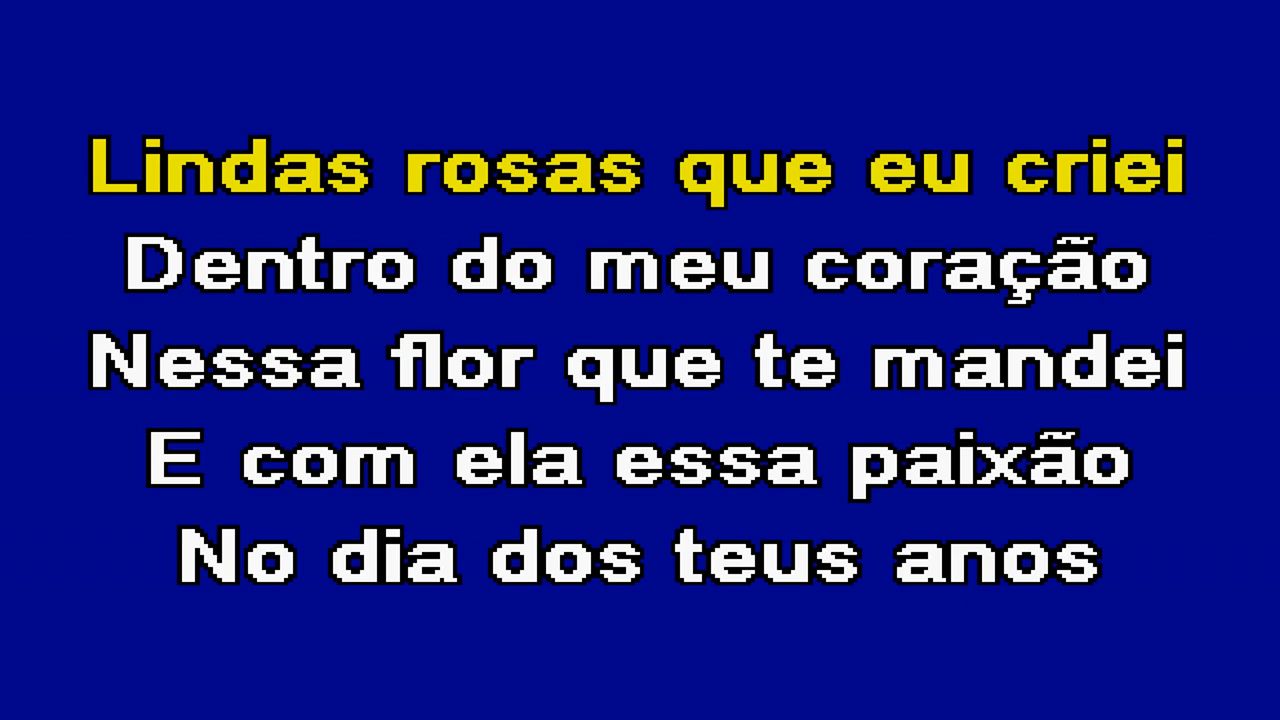 Lindas rosas que eu criei
Dentro do meu coração
Nessa flor que te mandei
E com ela essa paixão
No dia dos teus anos